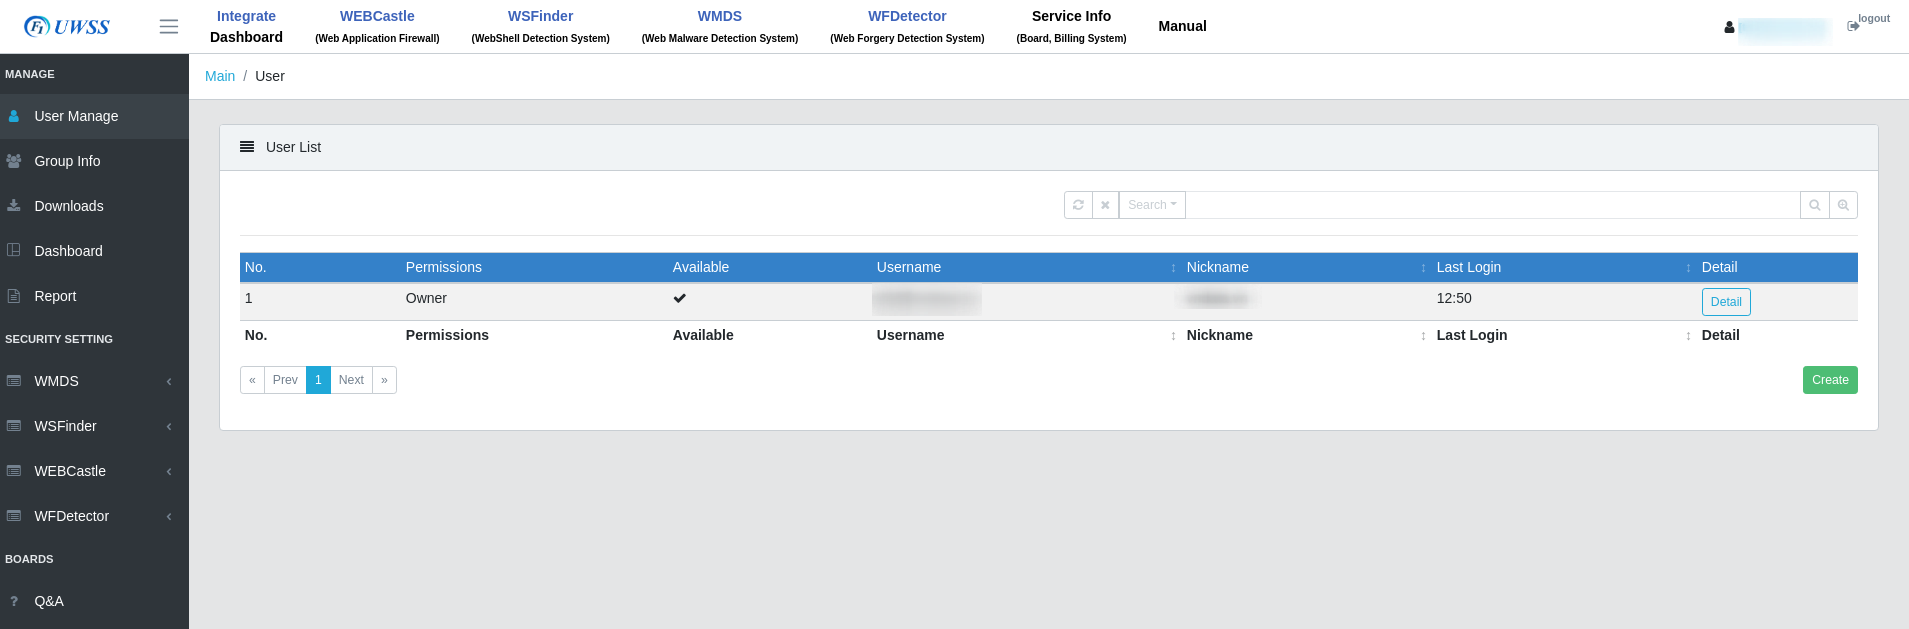 UWSS
Integrate
Dashboard
WEBCastle
(Web Application Firewall)
WSFinder
(WebShell Detection System)
WMDS
(Web Malware Detection System)
WFDetector
(Web Forgery Detection System)
Service Info
(Board, Billing System)
Manual
logout
MANAGE
User Manage
Group Info
Downloads
Dashboard
Report
SECURITY SETTING
WMDS
WSFinder
WEBCastle
WFDetector
BOARDS
Q&A
Main / User
User List
Search
No. Permissions Available Username Nickname Last Login Detail
1 Owner 12:50 Detail
No. Permissions Available Username Nickname Last Login Detail
« Prev 1 Next »
Create